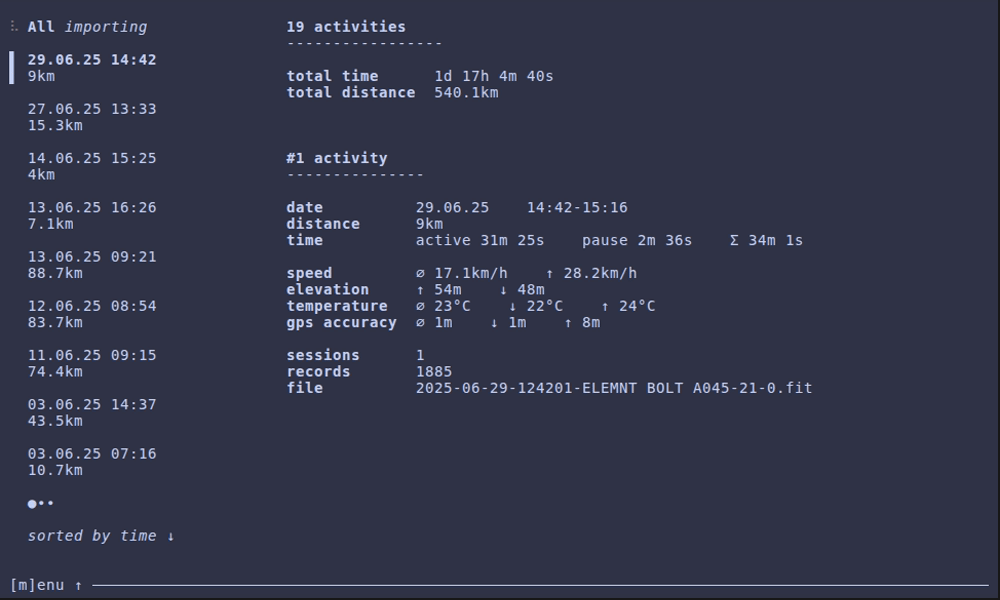 All importing
29.06.25 14:42
9km
27.06.25 13:33
15.3km
14.06.25 15:25
4km
13.06.25 16:26
7.1km
13.06.25 09:21
88.7km
12.06.25 08:54
83.7km
11.06.25 09:15
74.4km
03.06.25 14:37
43.5km
03.06.25 07:16
10.7km
●••
sorted by time ↓
19 activities
-----------------
total time 1d 17h 4m 40s
total distance 540.1km
#1 activity
---------------
date 29.06.25 14:42-15:16
distance 9km
time active 31m 25s pause 2m 36s Σ 34m 1s
speed ⌀ 17.1km/h ↑ 28.2km/h
elevation ↑ 54m ↓ 48m
temperature ⌀ 23°C ↓ 22°C ↑ 24°C
gps accuracy ⌀ 1m ↓ 1m ↑ 8m
sessions 1
records 1885
file 2025-06-29-124201-ELEMNT BOLT A045-21-0.fit
[m]enu ↑